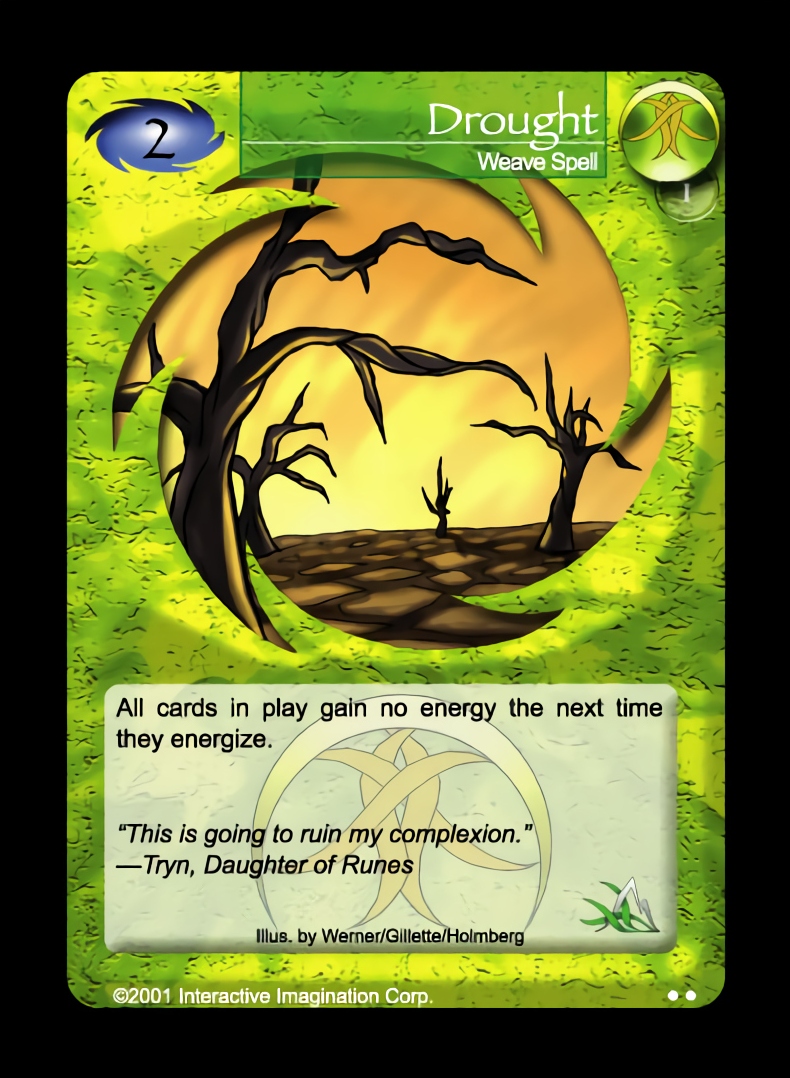 2
Drought
Weave Spell
1
All cards in play gain no energy the next time
they energize.
“This is going to ruin my complexion.”
—Tryn, Daughter of Runes
Illus. by Werner/Gillette/Holmberg
©2001 Interactive Imagination Corp.